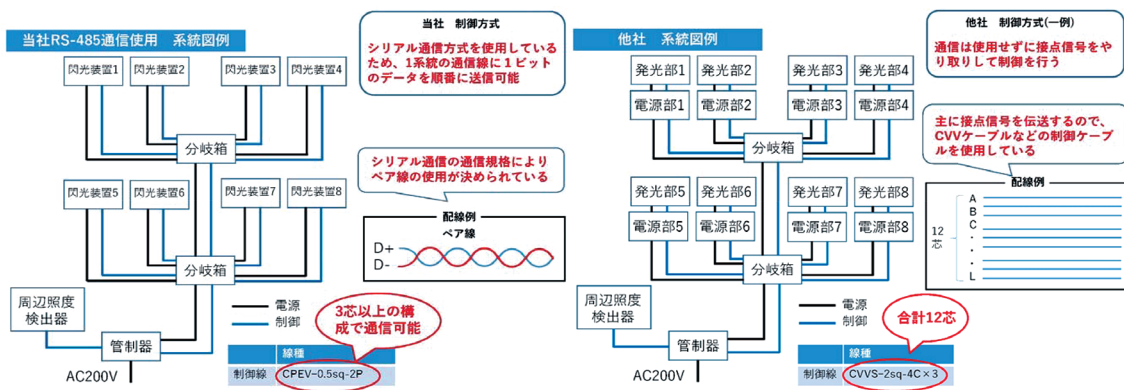 当社RS-485通信使用 系統図例
閃光装置1
閃光装置2
閃光装置3
閃光装置4
分岐箱
閃光装置5
閃光装置6
閃光装置7
閃光装置8
分岐箱
周辺照度
検出器
管制器
AC200V
電源
制御
線種
制御線
CPEV-0.5sq-2P
3芯以上の構
成で通信可能
当社 制御方式
シリアル通信方式を使用している
ため、1系統の通信線に1ビット
のデータを順番に送信可能
シリアル通信の通信規格により
ペア線の使用が決められている
配線例
ペア線
D+
D-
他社 系統図例
発光部1
発光部2
発光部3
発光部4
電源部1
電源部2
電源部3
電源部4
分岐箱
発光部5
発光部6
発光部7
発光部8
電源部5
電源部6
電源部7
電源部8
分岐箱
周辺照度
検出器
管制器
AC200V
電源
制御
線種
制御線
CVVS-2sq-4C×3
合計12芯
他社 制御方式(一例)
通信は使用せずに接点信号をや
り取りして制御を行う
主に接点信号を伝送するので、
CVVケーブルなどの制御ケーブ
ルを使用している
配線例
12
芯
A
B
C
・
・
・
L